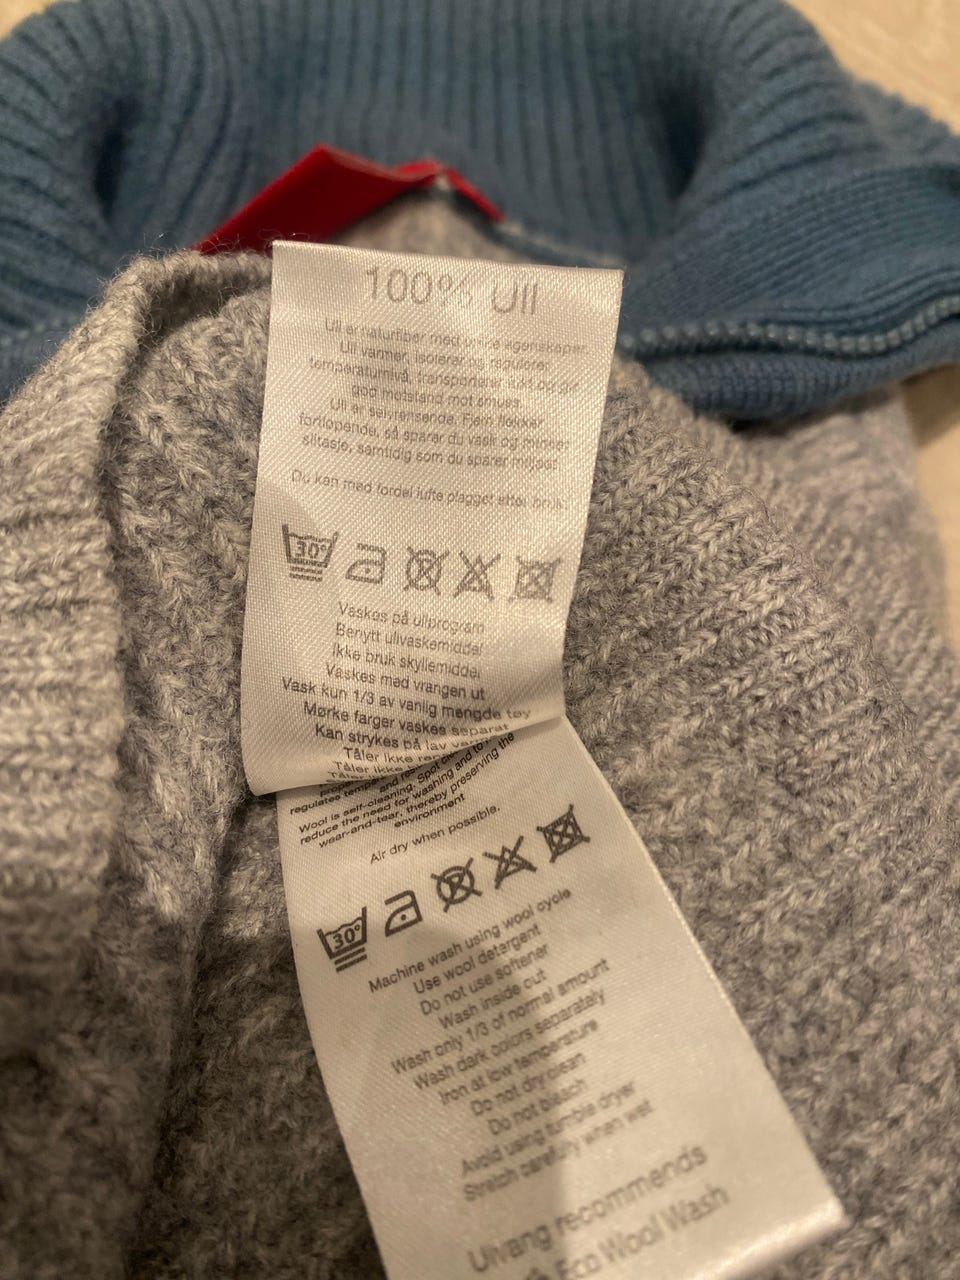 100% Ull
Ull er naturfiber med unike egenskaper.
Ull varmer, isolerer og regulerer
temperaturnivå, transporterer fukt og gir
god motstand mot smuss.
Ull er selvrensende. Fjern flekker
fortløpende, så sparer du vask og minsker
slitasje, samtidig som du sparer miljøet
Du kan med fordel lufte plagget etter bruk.
30°
Vaskes på ullprogram
Benytt ullvaskemiddel
Ikke bruk skyllemiddel
Vaskes med vrangen ut
Vask kun 1/3 av vanlig mengde tøy
Mørke farger vaskes separat
Kan strykes på lav
Tåler ikke
Tåler ikke
regulates
Wool is self-cleaning. Spot
reduce the need for washing and to
wear-and-tear, thereby preserving the
environment
Air dry when possible.
30°
Machine wash using wool cycle
Use wool detergent
Do not use softener
Wash inside out
Wash only 1/3 of normal amount
Wash dark colors separately
Iron at low temperature
Do not dry clean
Do not bleach
Avoid using tumble dryer
Stretch carefully when wet
Ulvang recommends
Eco Wool Wash